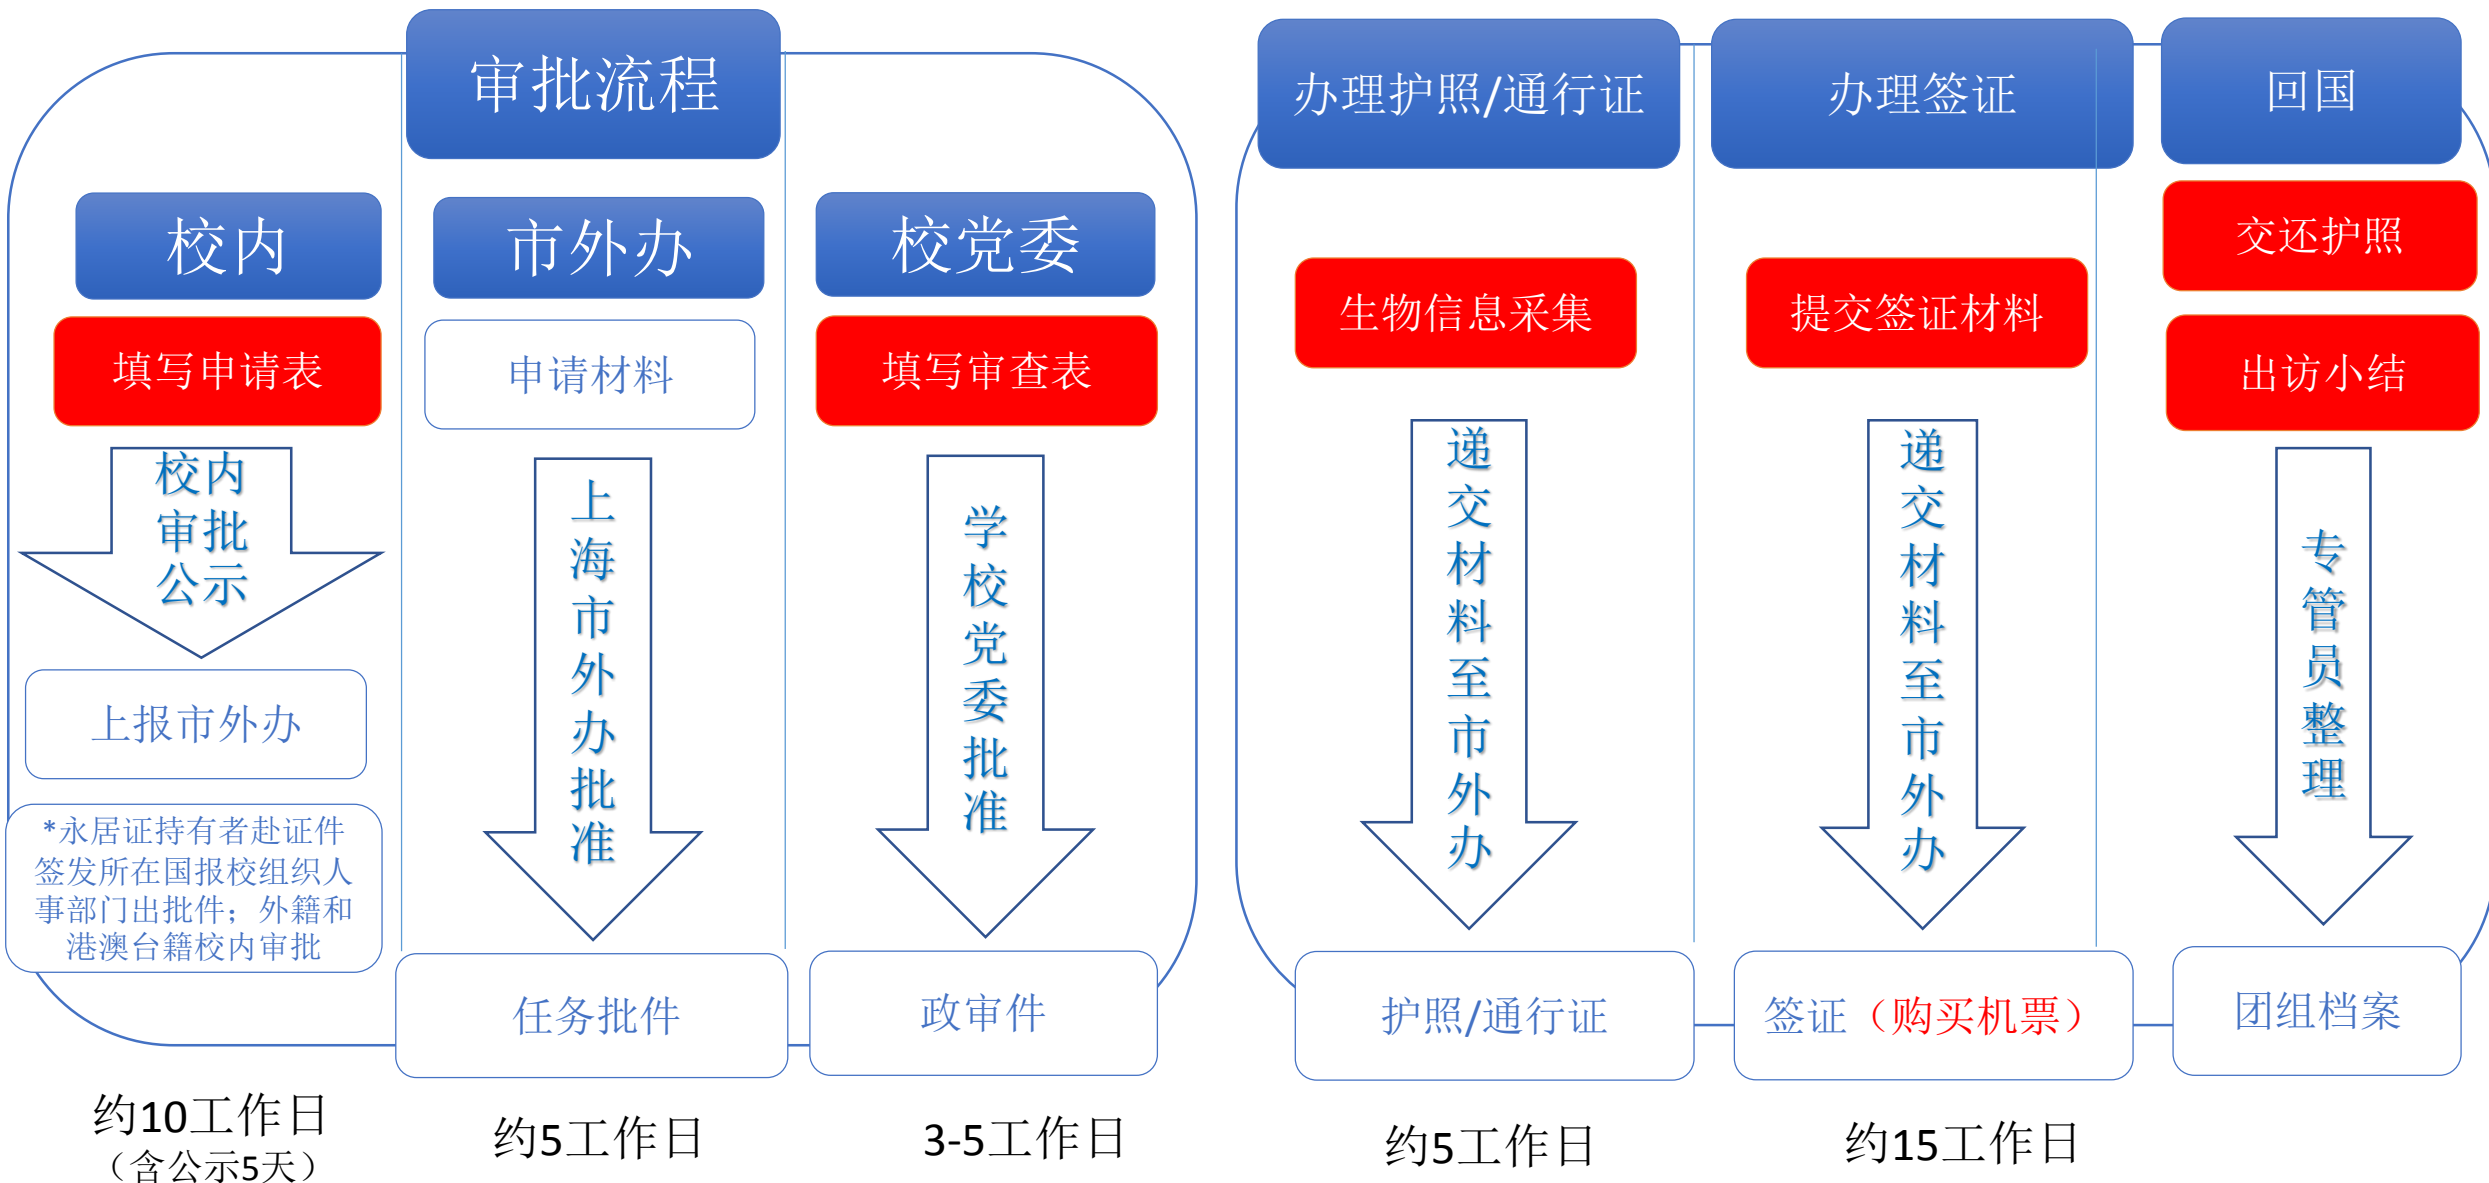 审批流程
校内
填写申请表
校内
审批
公示
上报市外办
*永居证持有者赴证件
签发所在国报校组织人
事部门出批件；外籍和
港澳台籍校内审批
约10工作日
（含公示5天）
市外办
申请材料
上海市外办批准
任务批件
约5工作日
校党委
填写审查表
学校党委批准
政审件
3-5工作日
办理护照/通行证
生物信息采集
递交材料至市外办
护照/通行证
约5工作日
办理签证
提交签证材料
递交材料至市外办
签证（购买机票）
约15工作日
回国
交还护照
出访小结
专管员整理
团组档案